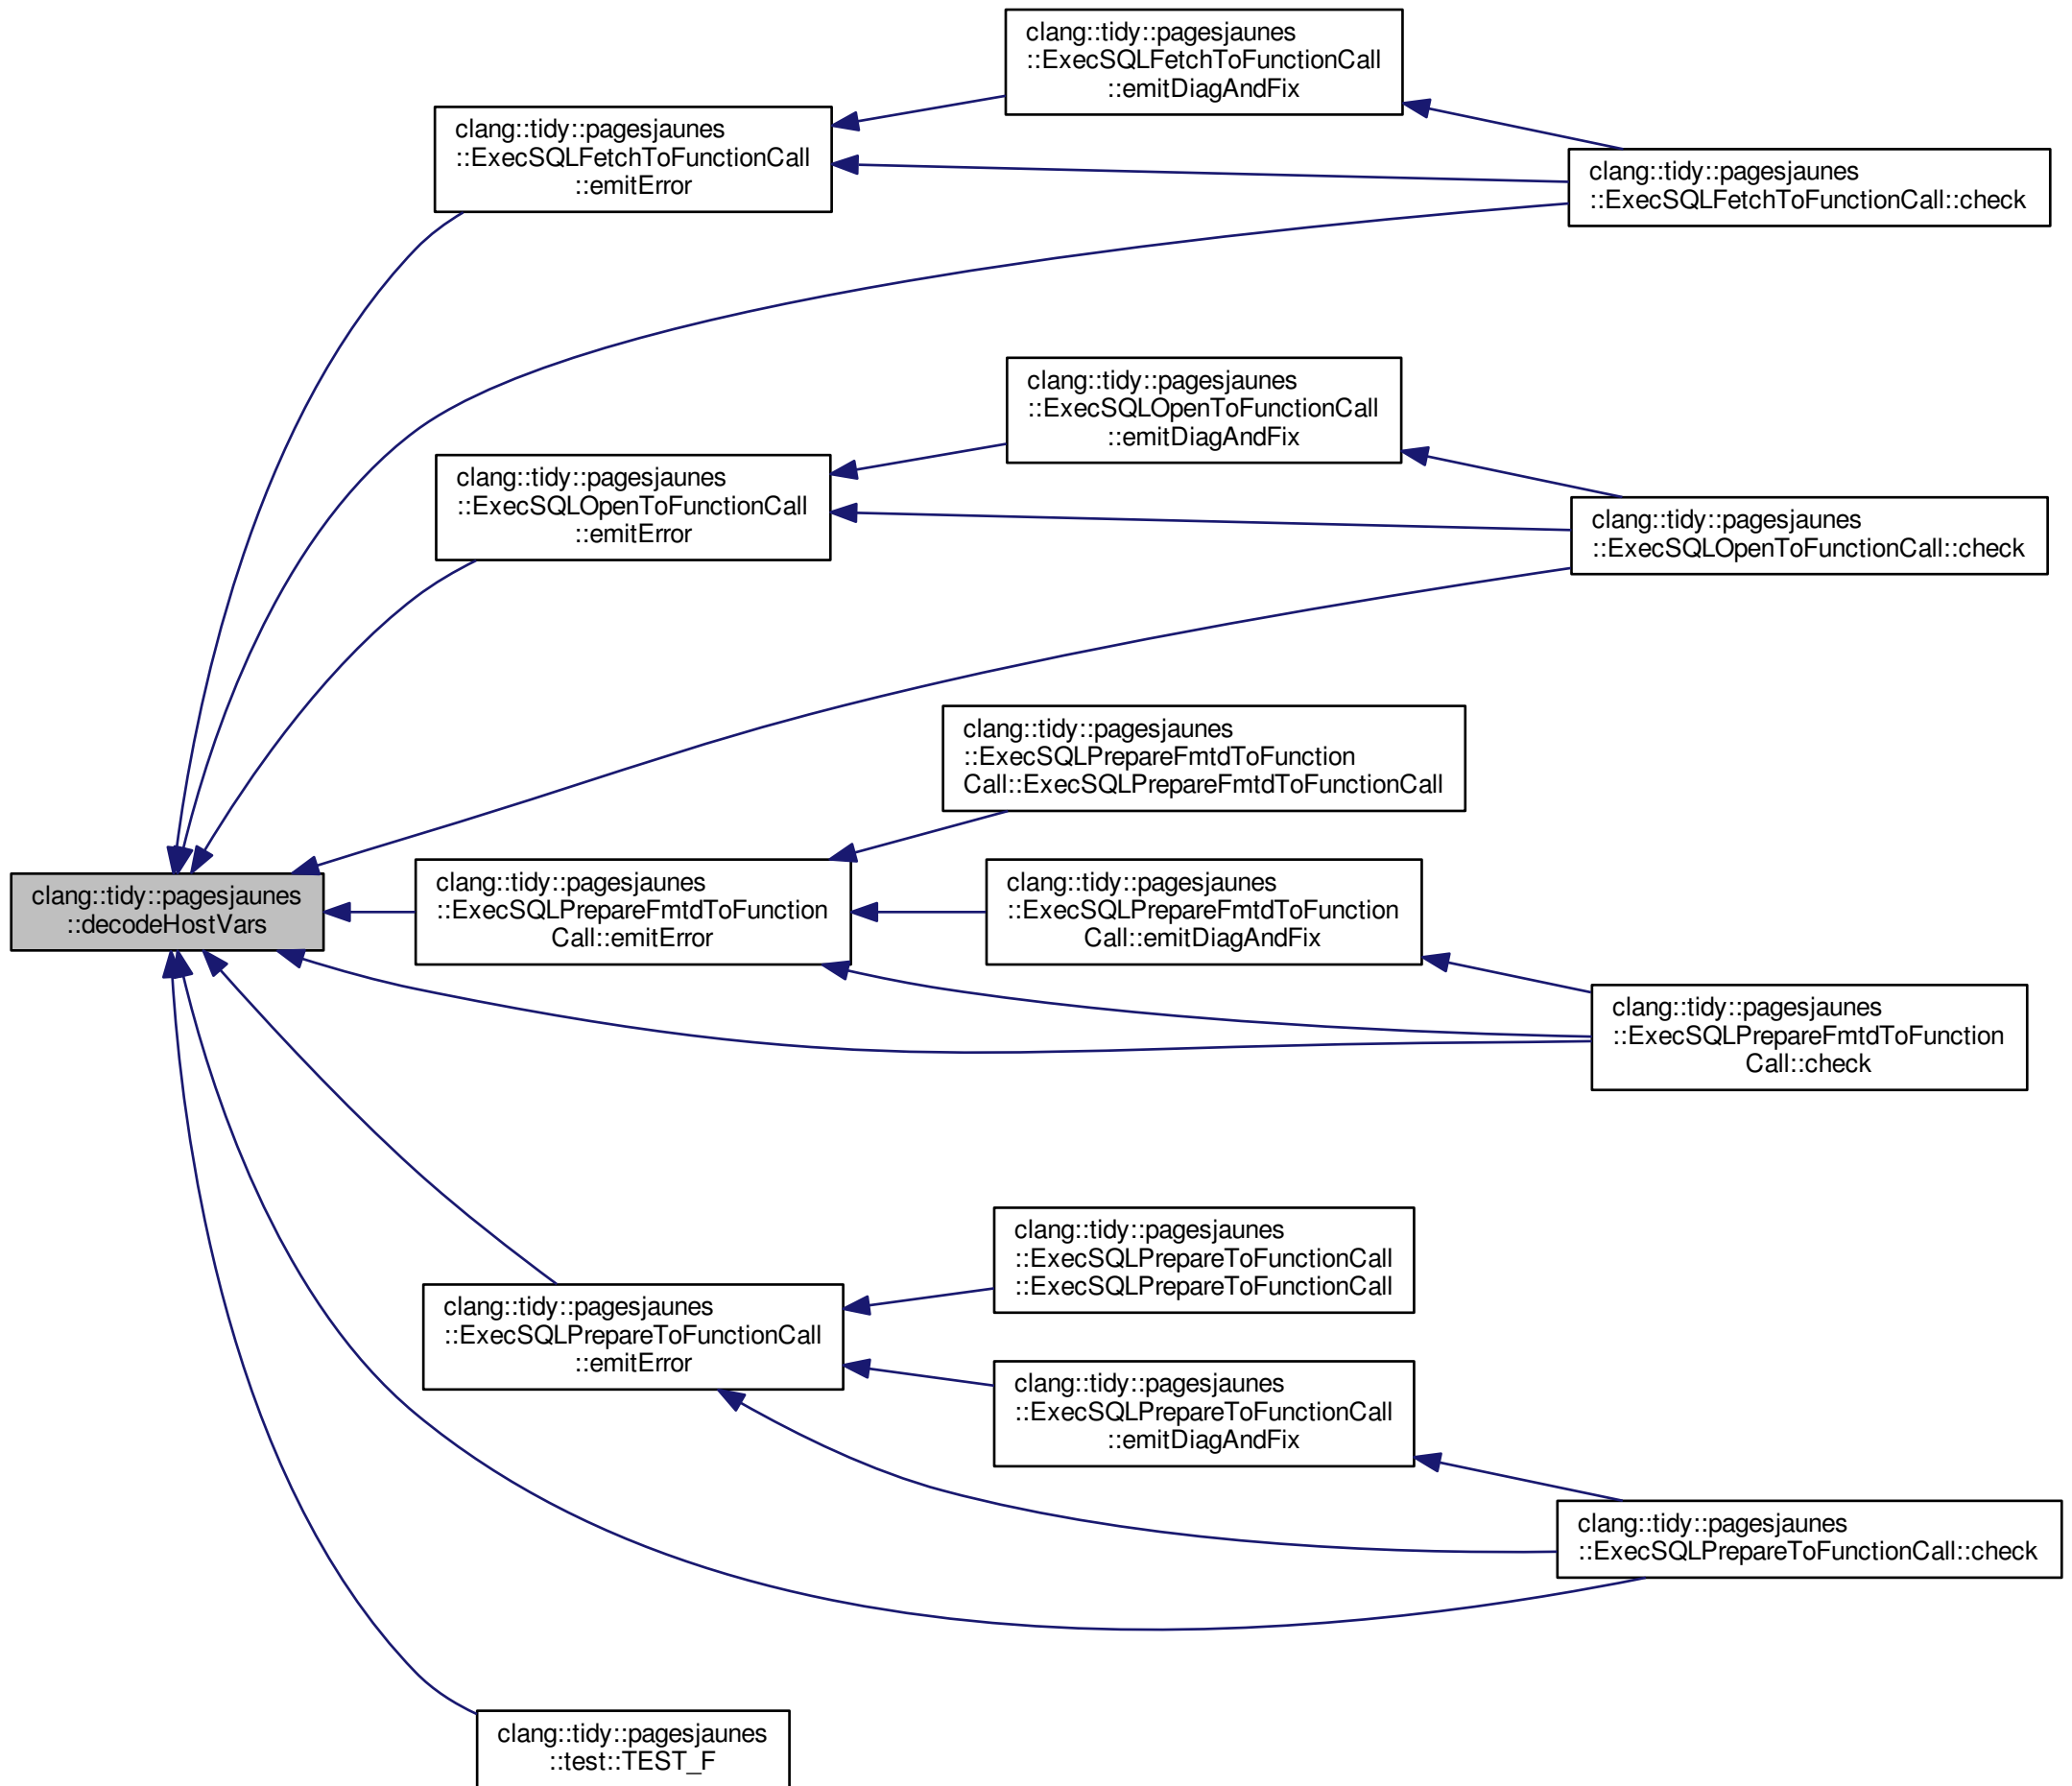 clang::tidy::pagesjaunes
::ExecSQLFetchToFunctionCall
::emitDiagAndFix
clang::tidy::pagesjaunes
::ExecSQLFetchToFunctionCall
::emitError
clang::tidy::pagesjaunes
::ExecSQLFetchToFunctionCall::check
clang::tidy::pagesjaunes
::ExecSQLOpenToFunctionCall
::emitDiagAndFix
clang::tidy::pagesjaunes
::ExecSQLOpenToFunctionCall
::emitError
clang::tidy::pagesjaunes
::ExecSQLOpenToFunctionCall::check
clang::tidy::pagesjaunes
::ExecSQLPrepareFmtdToFunction
Call::ExecSQLPrepareFmtdToFunctionCall
clang::tidy::pagesjaunes
::decodeHostVars
clang::tidy::pagesjaunes
::ExecSQLPrepareFmtdToFunction
Call::emitError
clang::tidy::pagesjaunes
::ExecSQLPrepareFmtdToFunction
Call::emitDiagAndFix
clang::tidy::pagesjaunes
::ExecSQLPrepareFmtdToFunction
Call::check
clang::tidy::pagesjaunes
::ExecSQLPrepareToFunctionCall
::ExecSQLPrepareToFunctionCall
clang::tidy::pagesjaunes
::ExecSQLPrepareToFunctionCall
::emitError
clang::tidy::pagesjaunes
::ExecSQLPrepareToFunctionCall
::emitDiagAndFix
clang::tidy::pagesjaunes
::ExecSQLPrepareToFunctionCall::check
clang::tidy::pagesjaunes
::test::TEST_F